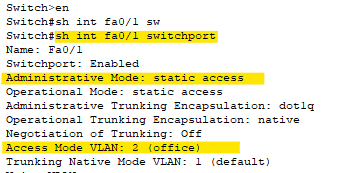 Switch>en
Switch#sh int fa0/1 sw
Switch#sh int fa0/1 switchport
Name: Fa0/1
Switchport: Enabled
Administrative Mode: static access
Operational Mode: static access
Administrative Trunking Encapsulation: dot1q
Operational Trunking Encapsulation: native
Negotiation of Trunking: Off
Access Mode VLAN: 2 (office)
Trunking Native Mode VLAN: 1 (default)